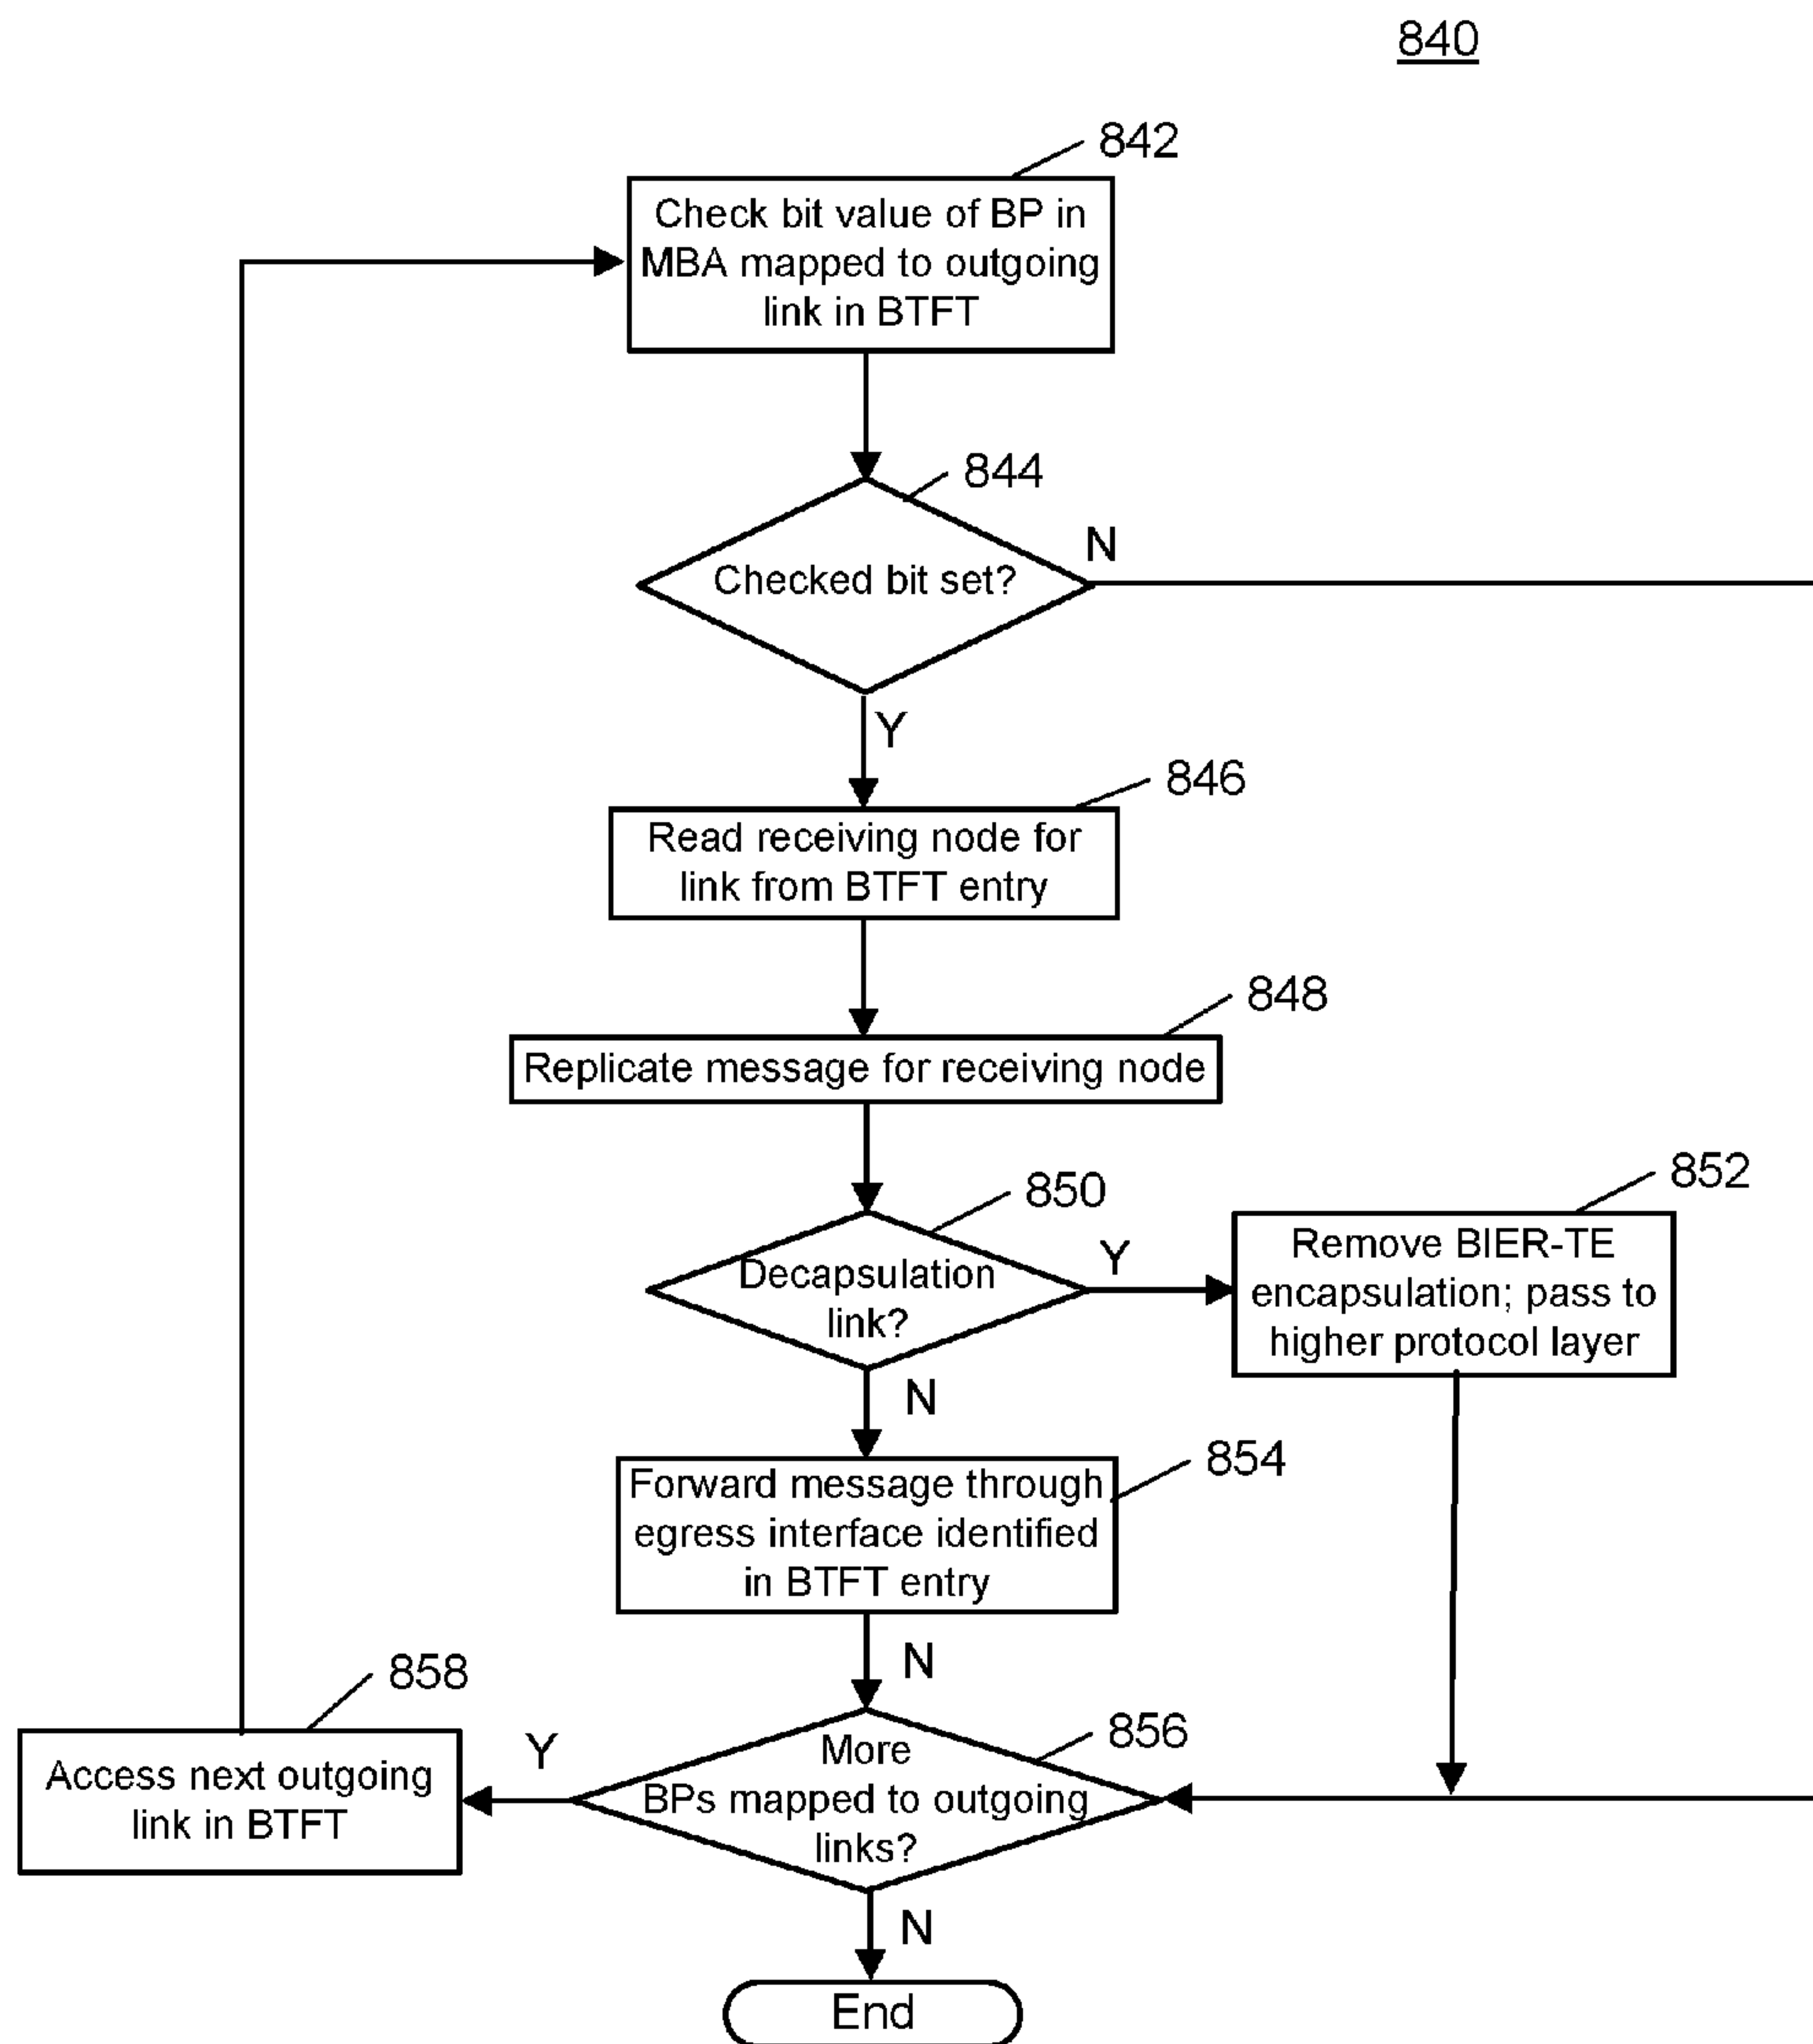 840
842
Check bit value of BP in
MBA mapped to outgoing
link in BTFT
844
N
Checked bit set?
Y
846
Read receiving node for
link from BTFT entry
848
Replicate message for receiving node
850
852
Y
Decapsulation
link?
Remove BIER-TE
encapsulation; pass to
higher protocol layer
N
854
Forward message through
egress interface identified
in BTFT entry
N
858
856
Y
More
BPs mapped to outgoing
links?
Access next outgoing
link in BTFT
N
End